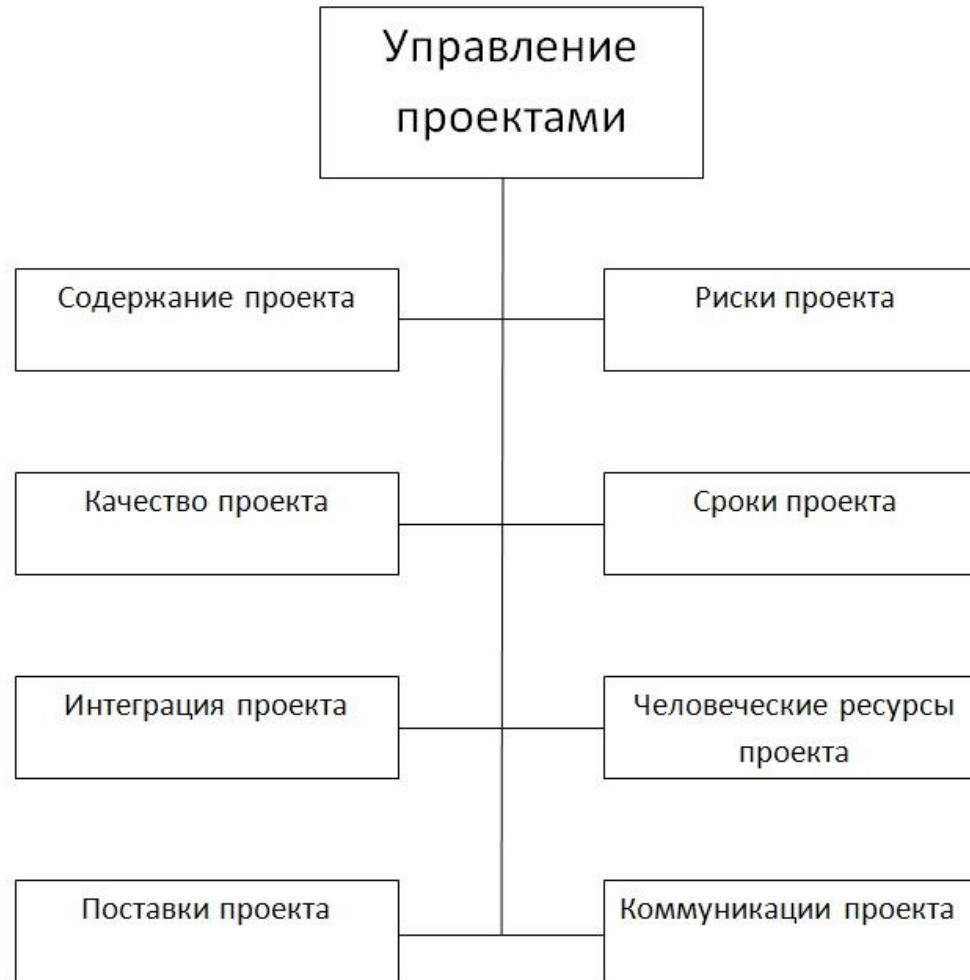 Управление
проектами
Содержание проекта
Риски проекта
Качество проекта
Сроки проекта
Интеграция проекта
Человеческие ресурсы
проекта
Поставки проекта
Коммуникации проекта